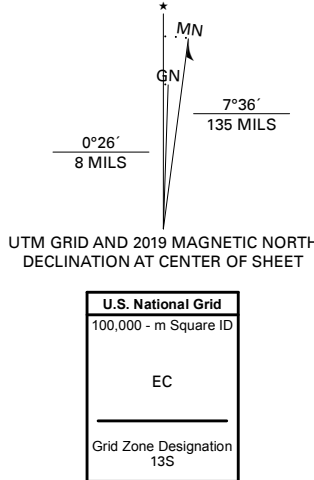 ★
MN
GN
7°36´
135 MILS
0°26´
8 MILS
UTM GRID AND 2019 MAGNETIC NORTH
DECLINATION AT CENTER OF SHEET
U.S. National Grid
100,000 - m Square ID
EC
Grid Zone Designation
13S